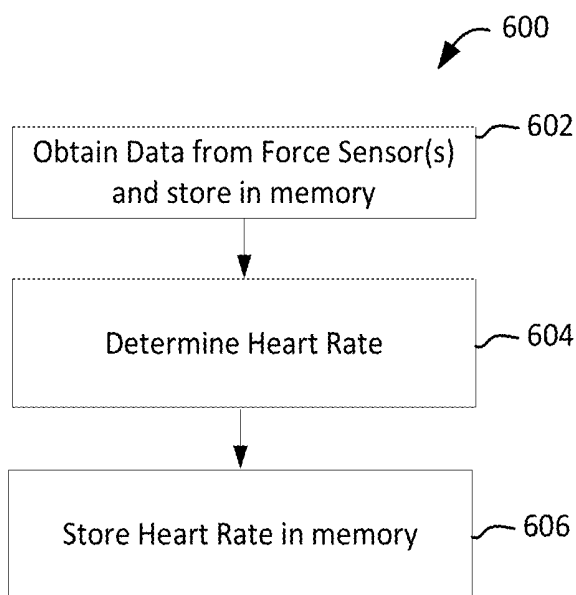 600
602
Obtain Data from Force Sensor(s)
and store in memory
Determine Heart Rate
604
Store Heart Rate in memory
606